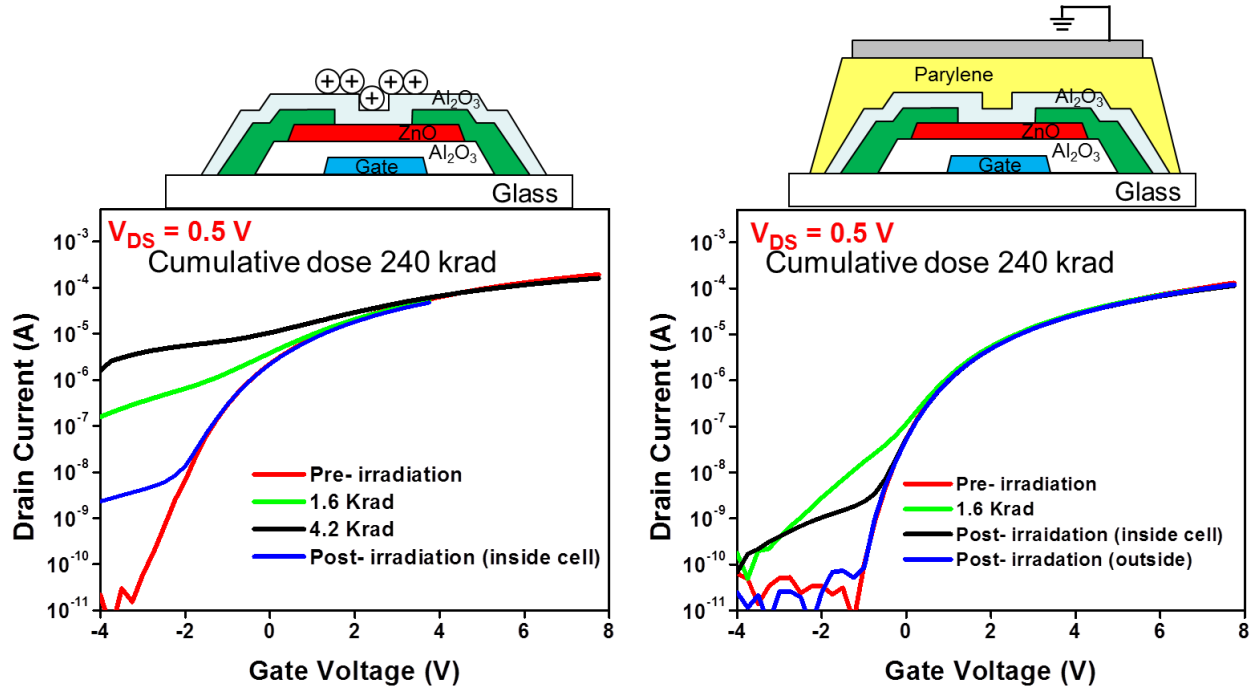 + + + + +
Al₂O₃
ZnO
Al₂O₃
Gate
Glass
V_DS = 0.5 V
Cumulative dose 240 krad
Drain Current (A)
10⁻³
10⁻⁴
10⁻⁵
10⁻⁶
10⁻⁷
10⁻⁸
10⁻⁹
10⁻¹⁰
10⁻¹¹
Pre- irradiation
1.6 Krad
4.2 Krad
Post- irradiation (inside cell)
-4 -2 0 2 4 6 8
Gate Voltage (V)
Parylene
Al₂O₃
ZnO
Al₂O₃
Gate
Glass
V_DS = 0.5 V
Cumulative dose 240 krad
Drain Current (A)
10⁻³
10⁻⁴
10⁻⁵
10⁻⁶
10⁻⁷
10⁻⁸
10⁻⁹
10⁻¹⁰
10⁻¹¹
Pre- irradiation
1.6 Krad
Post- irraidation (inside cell)
Post- irradation (outside)
-4 -2 0 2 4 6 8
Gate Voltage (V)